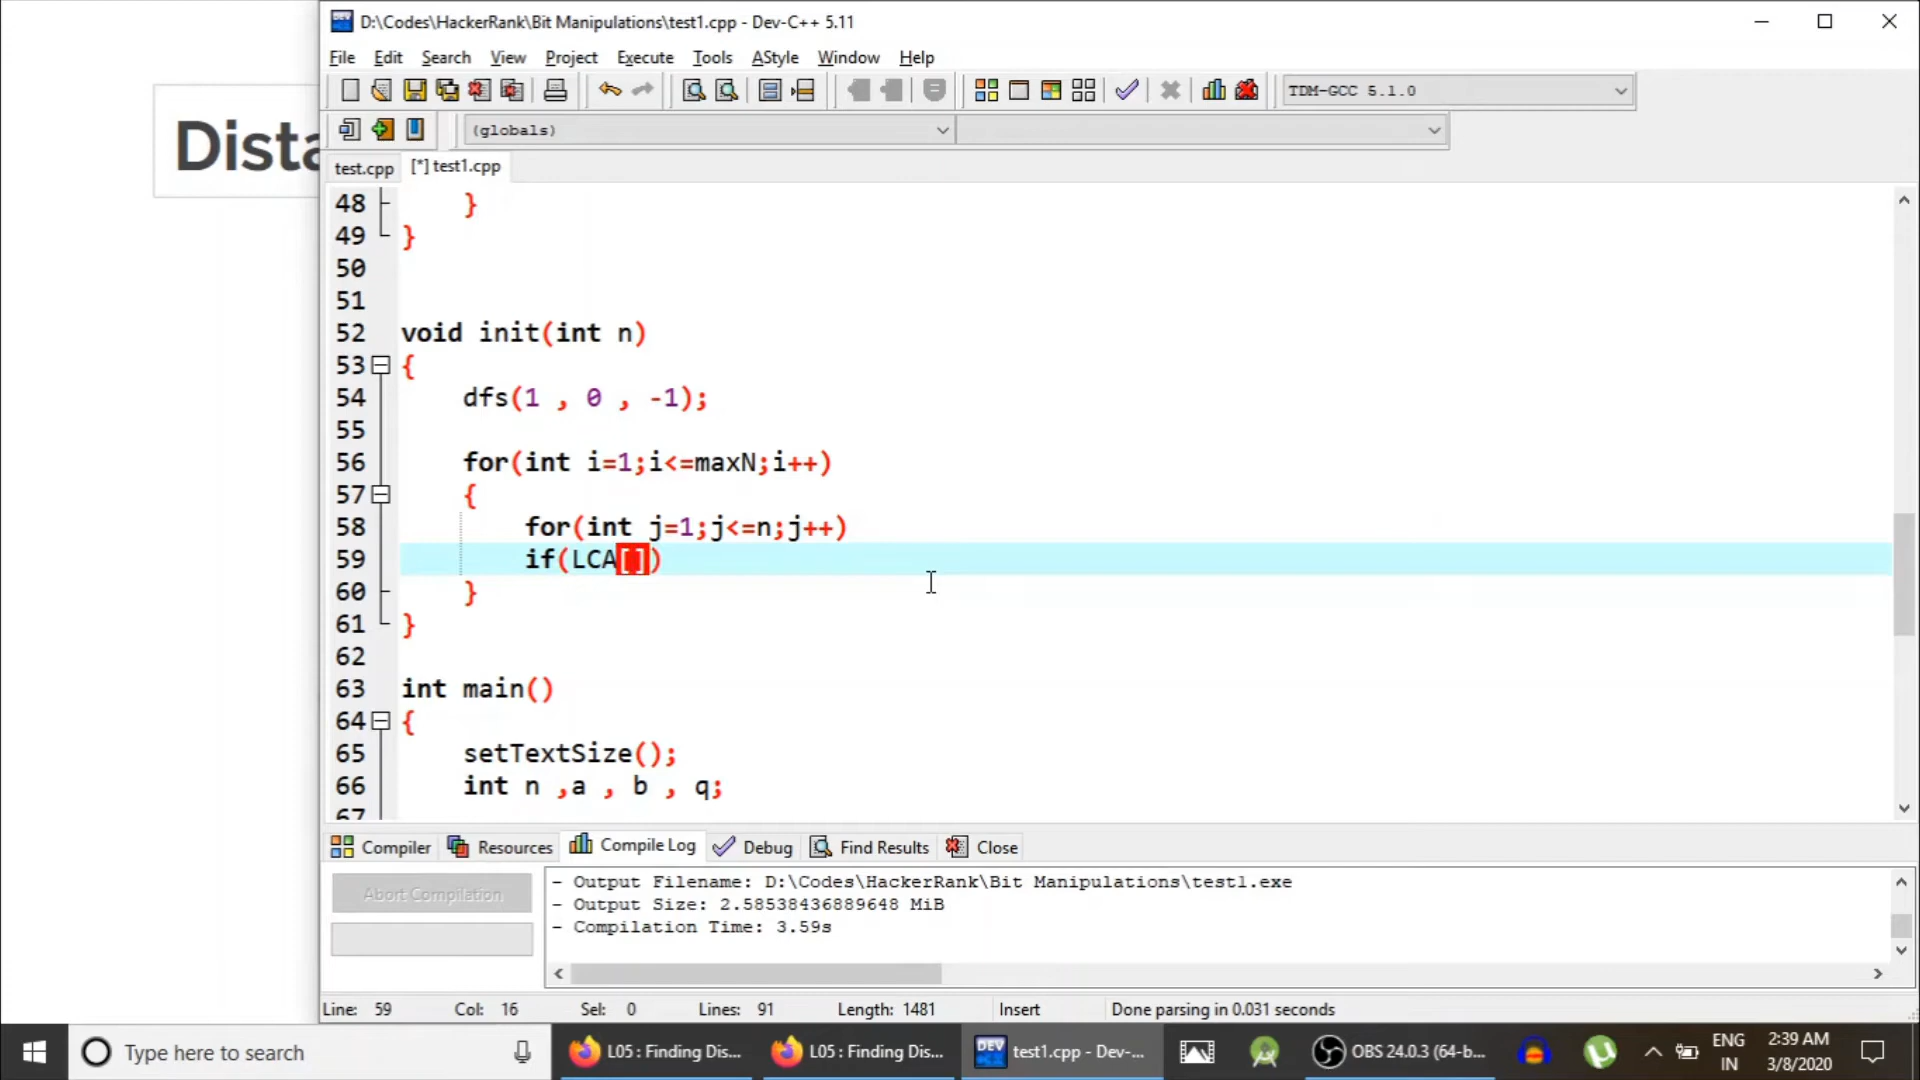 Dista
D:\Codes\HackerRank\Bit Manipulations\test1.cpp - Dev-C++ 5.11
File Edit Search View Project Execute Tools AStyle Window Help
TDM-GCC 5.1.0
(globals)
test.cpp [*] test1.cpp
48 }
49 }
50
51
52 void init(int n)
53 {
54 dfs(1 , 0 , -1);
55
56 for(int i=1;i<=maxN;i++)
57 {
58 for(int j=1;j<=n;j++)
59 if(LCA[])
60 }
61 }
62
63 int main()
64 {
65 setTextSize();
66 int n ,a , b , q;
67
Compiler Resources Compile Log Debug Find Results Close
Abort Compilation
- Output Filename: D:\Codes\HackerRank\Bit Manipulations\test1.exe
- Output Size: 2.58538436889648 MiB
- Compilation Time: 3.59s
Line: 59 Col: 16 Sel: 0 Lines: 91 Length: 1481 Insert Done parsing in 0.031 seconds
Type here to search
L05 : Finding Dis...
L05 : Finding Dis...
DEV
test1.cpp - Dev-...
OBS 24.0.3 (64-b...
ENG
IN
2:39 AM
3/8/2020